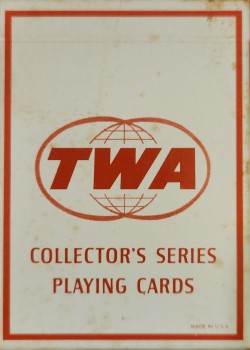 TWA
COLLECTOR'S SERIES
PLAYING CARDS
MADE IN U.S.A.